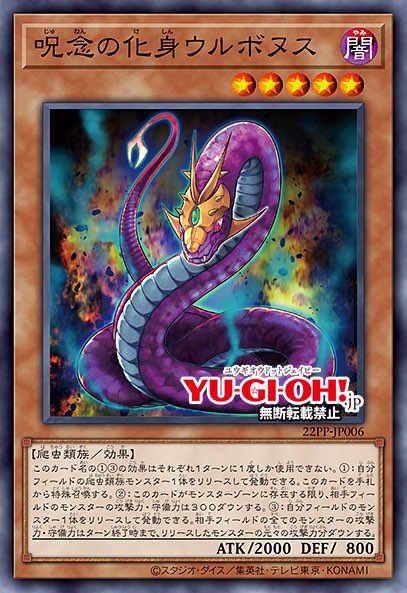 呪念の化身ウルボヌス
じゅ ねん け しん
闇
やみ
ユウギオウドットジェイピー
YU-GI-OH!.jp
無断転載禁止
22PP-JP006
【爬虫類族/効果】
このカード名の①③の効果はそれぞれ1ターンに1度しか使用できない。①:自分
フィールドの爬虫類族モンスター1体をリリースして発動できる。このカードを手札
から特殊召喚する。②:このカードがモンスターゾーンに存在する限り、相手フィー
ルドのモンスターの攻撃力・守備力は300ダウンする。③:自分フィールドのモン
スター1体をリリースして発動できる。相手フィールドの全てのモンスターの攻撃
力・守備力はターン終了時まで、リリースしたモンスターの元々の攻撃力分ダウンする。
ATK/2000 DEF/ 800
©スタジオ・ダイス/集英社・テレビ東京・KONAMI